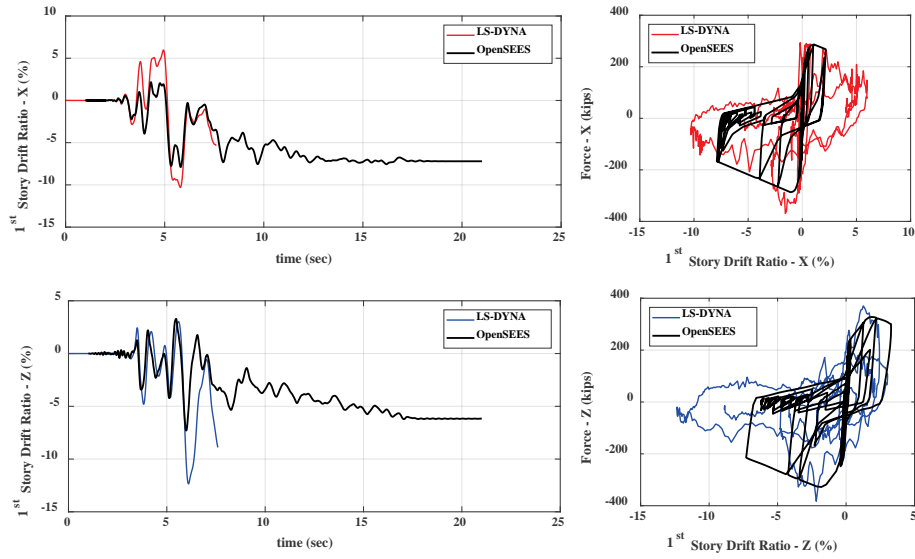 10
5
0
-5
-10
-15
1st Story Drift Ratio - X (%)
LS-DYNA
OpenSEES
0 5 10 15 20 25
time (sec)
400
200
0
-200
-400
Force - X (kips)
LS-DYNA
OpenSEES
-15 -10 -5 0 5 10
1st Story Drift Ratio - X (%)
5
0
-5
-10
-15
1st Story Drift Ratio - Z (%)
LS-DYNA
OpenSEES
0 5 10 15 20 25
time (sec)
400
200
0
-200
-400
Force - Z (kips)
LS-DYNA
OpenSEES
-15 -10 -5 0 5
1st Story Drift Ratio - Z (%)